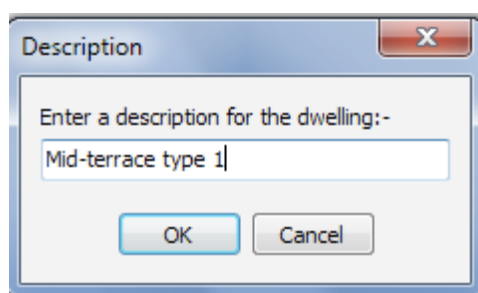 Description
Enter a description for the dwelling:-
Mid-terrace type 1
OK
Cancel